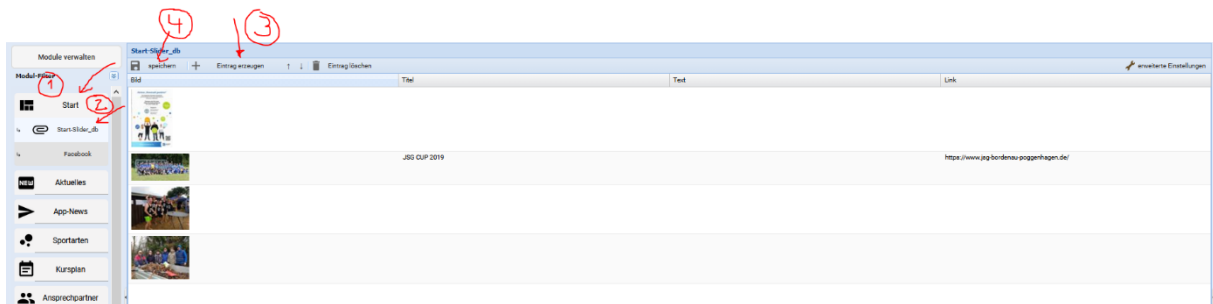 4
3
Module verwalten
Start-Slider_db
speichern Eintrag erzeugen Eintrag löschen
erweiterte Einstellungen
Modul-Filter
1
Bild Titel Text Link
Start
2
Start-Slider_db
Facebook
JSG CUP 2019 https://www.jsg-bordenau-poggenhagen.de/
NEW Aktuelles
App-News
Sportarten
Kursplan
Ansprechpartner